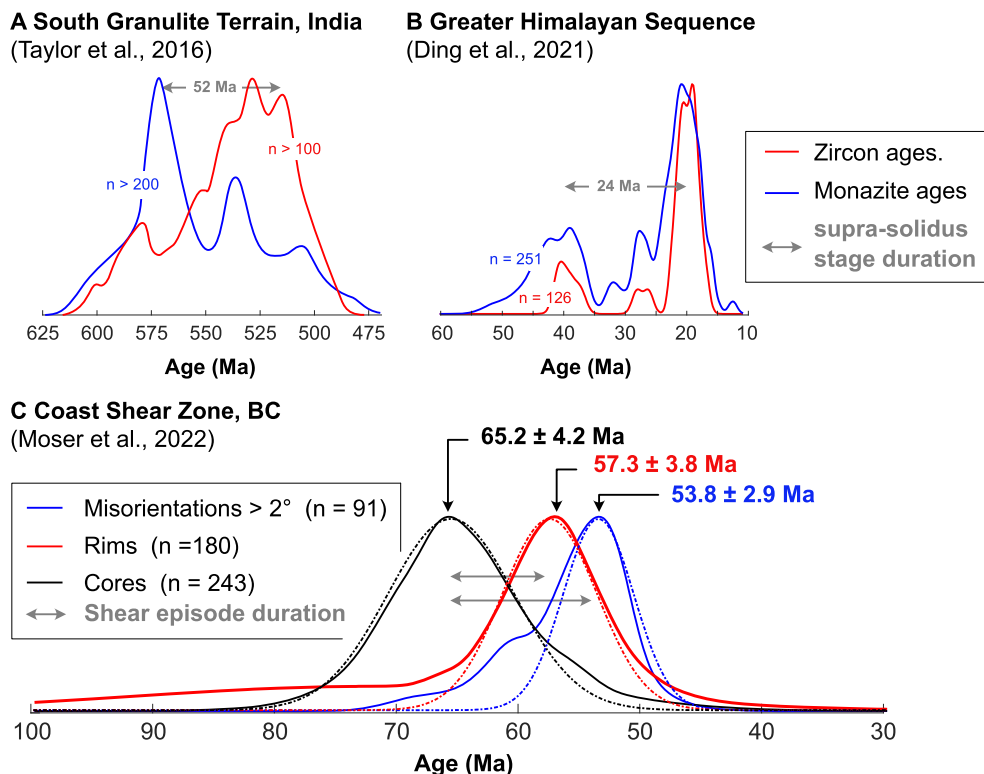 A South Granulite Terrain, India
(Taylor et al., 2016)
52 Ma
n > 100
n > 200
625 600 575 550 525 500 475
Age (Ma)
B Greater Himalayan Sequence
(Ding et al., 2021)
24 Ma
n = 251
n = 126
60 50 40 30 20 10
Age (Ma)
Zircon ages.
Monazite ages
supra-solidus
stage duration
C Coast Shear Zone, BC
(Moser et al., 2022)
65.2 ± 4.2 Ma
57.3 ± 3.8 Ma
53.8 ± 2.9 Ma
Misorientations > 2° (n = 91)
Rims (n =180)
Cores (n = 243)
Shear episode duration
100 90 80 70 60 50 40 30
Age (Ma)